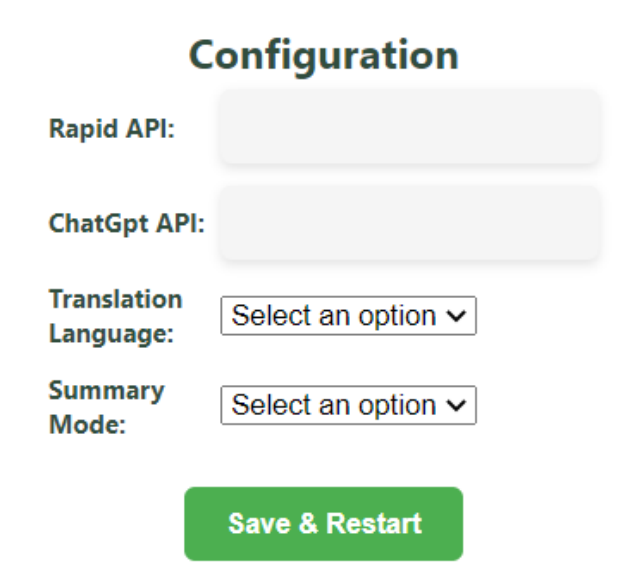 Configuration
Rapid API:
ChatGpt API:
Translation
Language:
Select an option
Summary
Mode:
Select an option
Save & Restart